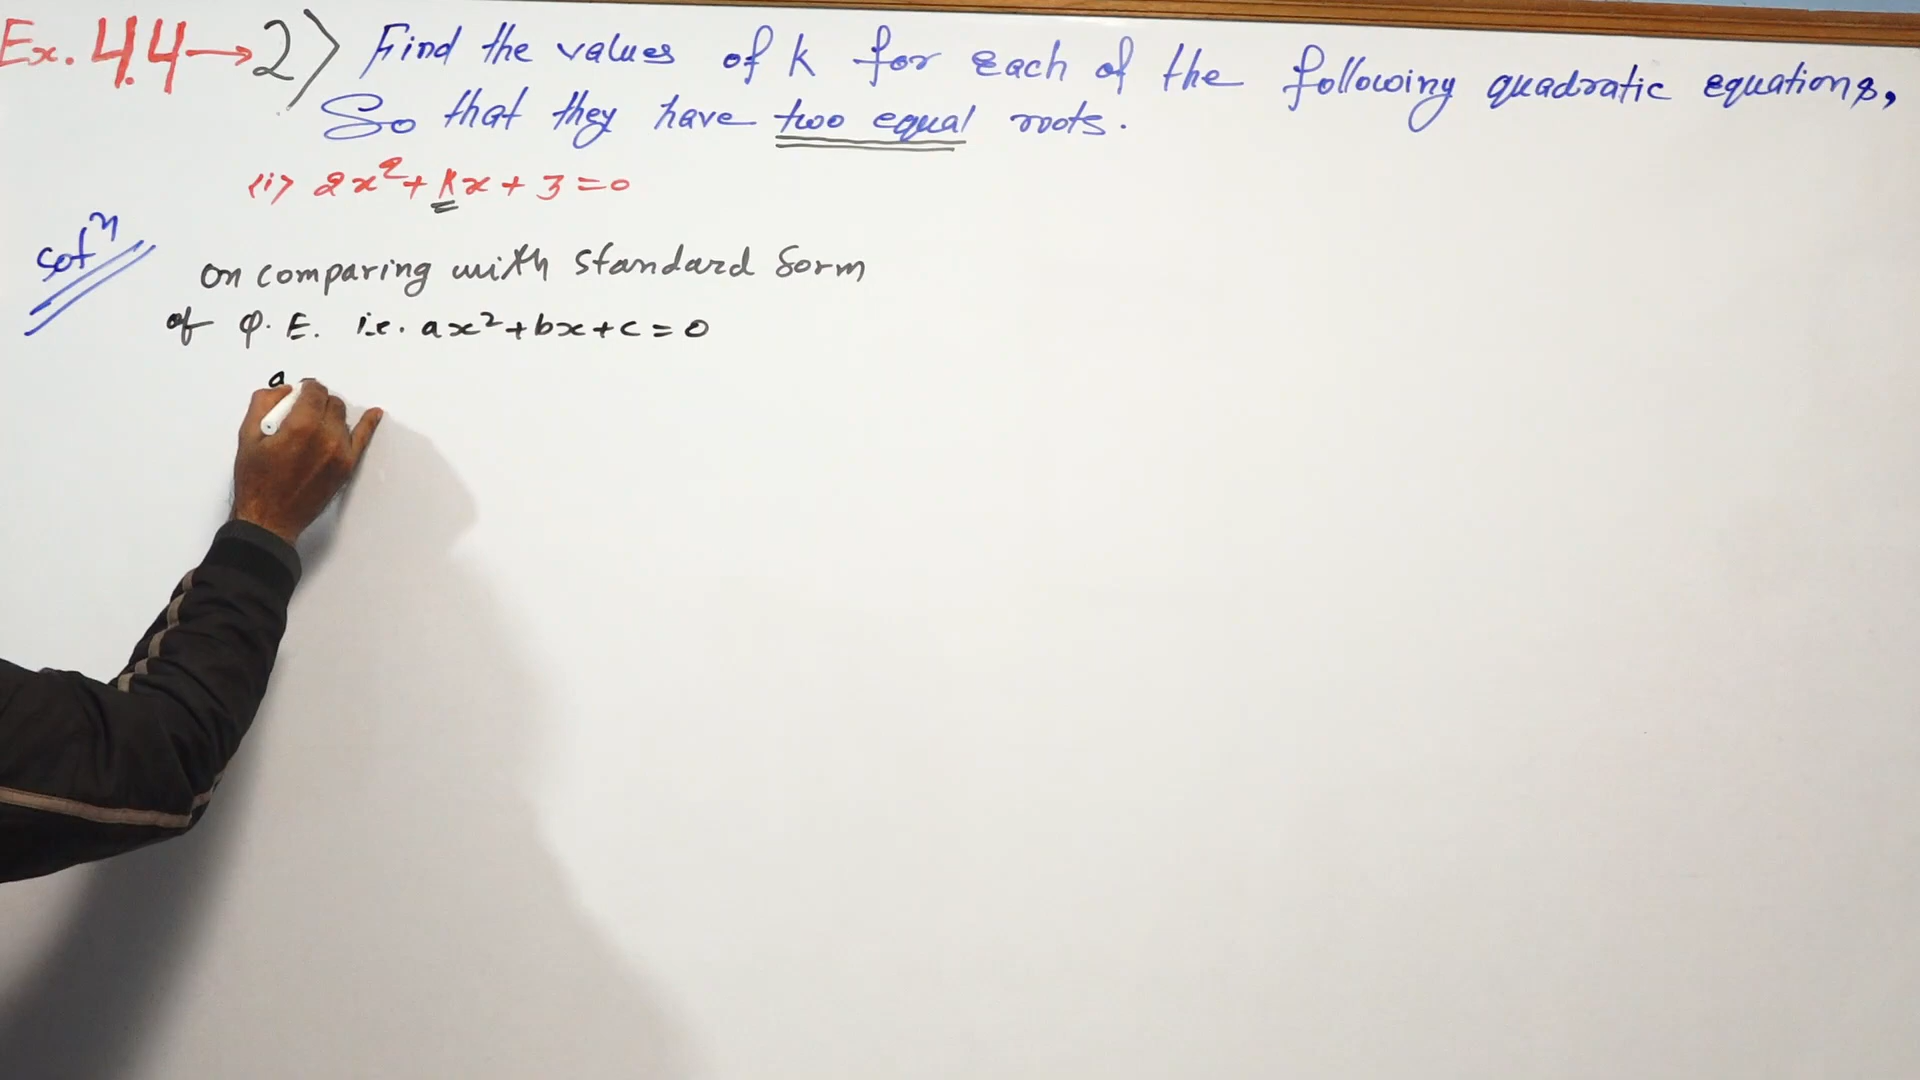 Ex. 4.4→2) Find the values of k for each of the following quadratic equations,
So that they have two equal roots.
(i) 2x²+kx+3=0
Solⁿ
On comparing with standard form
of Q.E. i.e. ax²+bx+c=0
a